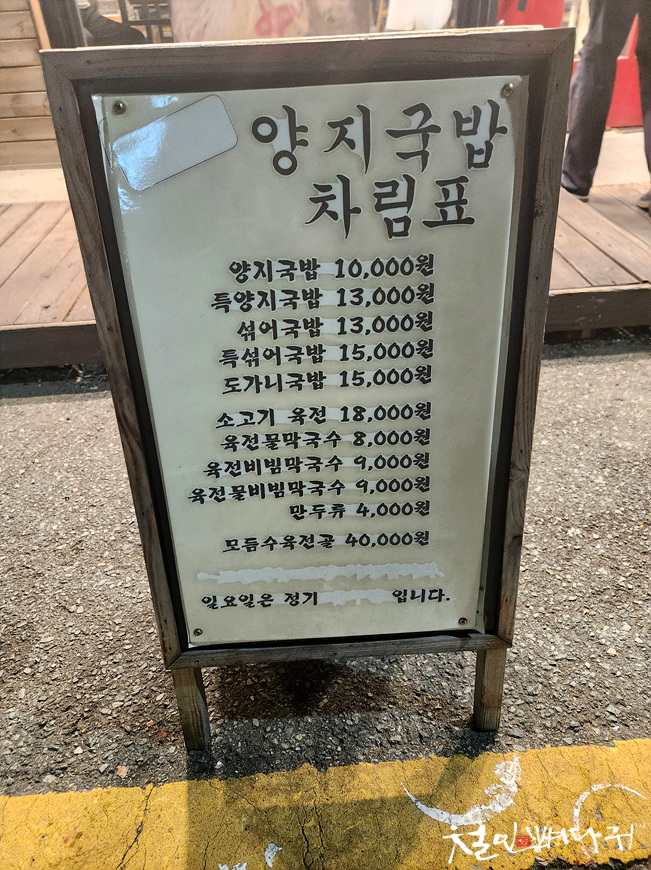 양지국밥
차림표
양지국밥 10,000원
특양지국밥 13,000원
섞어국밥 13,000원
특섞어국밥 15,000원
도가니국밥 15,000원
소고기 육전 18,000원
육전물막국수 8,000원
육전비빔막국수 9,000원
육전물비빔막국수 9,000원
만두류 4,000원
모듬수육전골 40,000원
일요일은 정기 입니다.